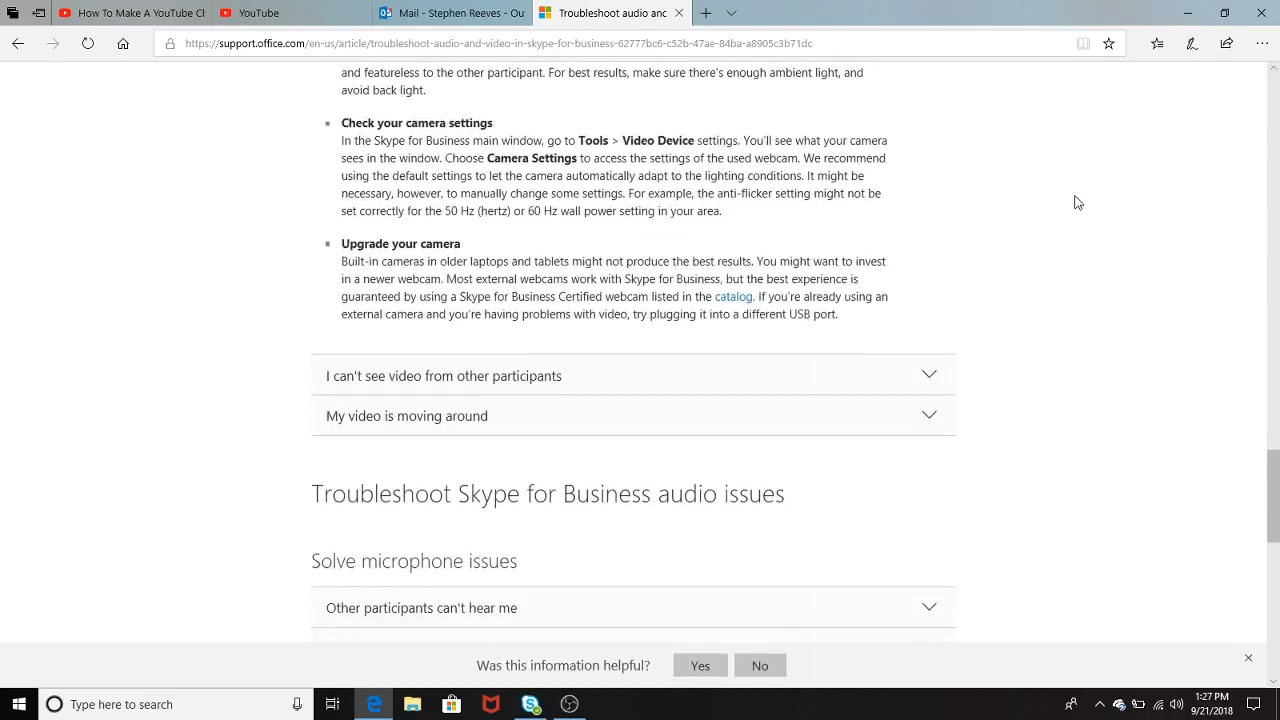 How To Make A YouTube Cl
YouTube
Mail - Stephen Reeves - Ou
Troubleshoot audio and
https://support.office.com/en-us/article/troubleshoot-audio-and-video-in-skype-for-business-62777bc6-c52b-47ae-84ba-a8905c3b71dc
and featureless to the other participant. For best results, make sure there's enough ambient light, and
avoid back light.
Check your camera settings
In the Skype for Business main window, go to Tools > Video Device settings. You'll see what your camera
sees in the window. Choose Camera Settings to access the settings of the used webcam. We recommend
using the default settings to let the camera automatically adapt to the lighting conditions. It might be
necessary, however, to manually change some settings. For example, the anti-flicker setting might not be
set correctly for the 50 Hz (hertz) or 60 Hz wall power setting in your area.
Upgrade your camera
Built-in cameras in older laptops and tablets might not produce the best results. You might want to invest
in a newer webcam. Most external webcams work with Skype for Business, but the best experience is
guaranteed by using a Skype for Business Certified webcam listed in the catalog. If you're already using an
external camera and you're having problems with video, try plugging it into a different USB port.
I can't see video from other participants
My video is moving around
Troubleshoot Skype for Business audio issues
Solve microphone issues
Other participants can't hear me
Was this information helpful?
Yes
No
Type here to search
1:27 PM
9/21/2018